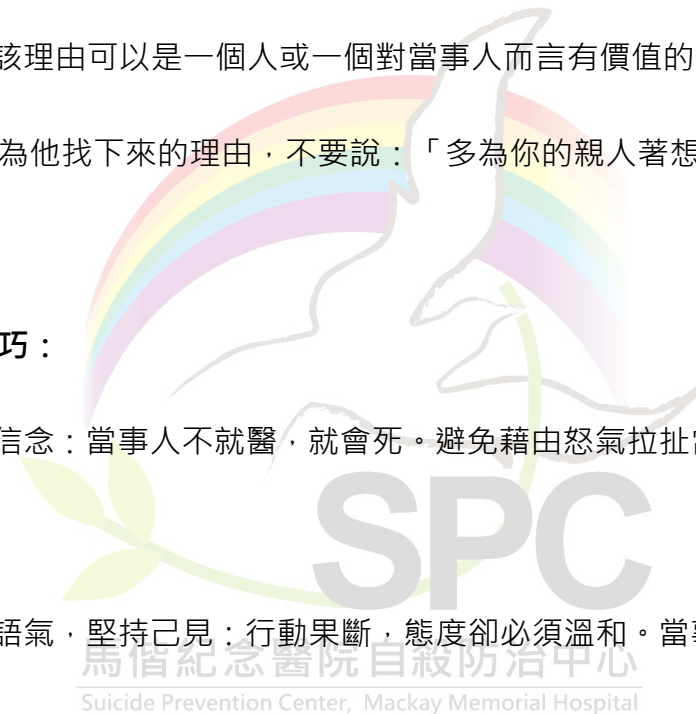 該理由可以是一個人或一個對當事人而言有價值的
為他找下來的理由，不要說：「多為你的親人著想
巧：
信念：當事人不就醫，就會死。避免藉由怒氣拉扯
SPC
語氣，堅持己見：行動果斷，態度卻必須溫和。當
馬偕紀念醫院自殺防治中心
Suicide Prevention Center, Mackay Memorial Hospital